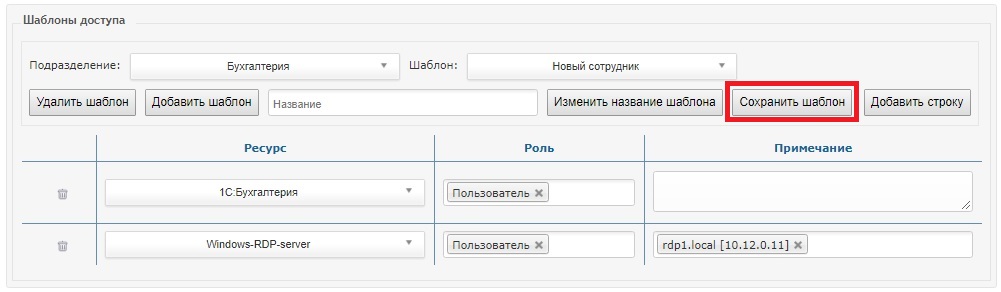 Шаблоны доступа
Подразделение: Бухгалтерия Шаблон: Новый сотрудник
Удалить шаблон Добавить шаблон Название Изменить название шаблона Сохранить шаблон Добавить строку
Ресурс Роль Примечание
1С:Бухгалтерия Пользователь
Windows-RDP-server Пользователь rdp1.local [10.12.0.11]